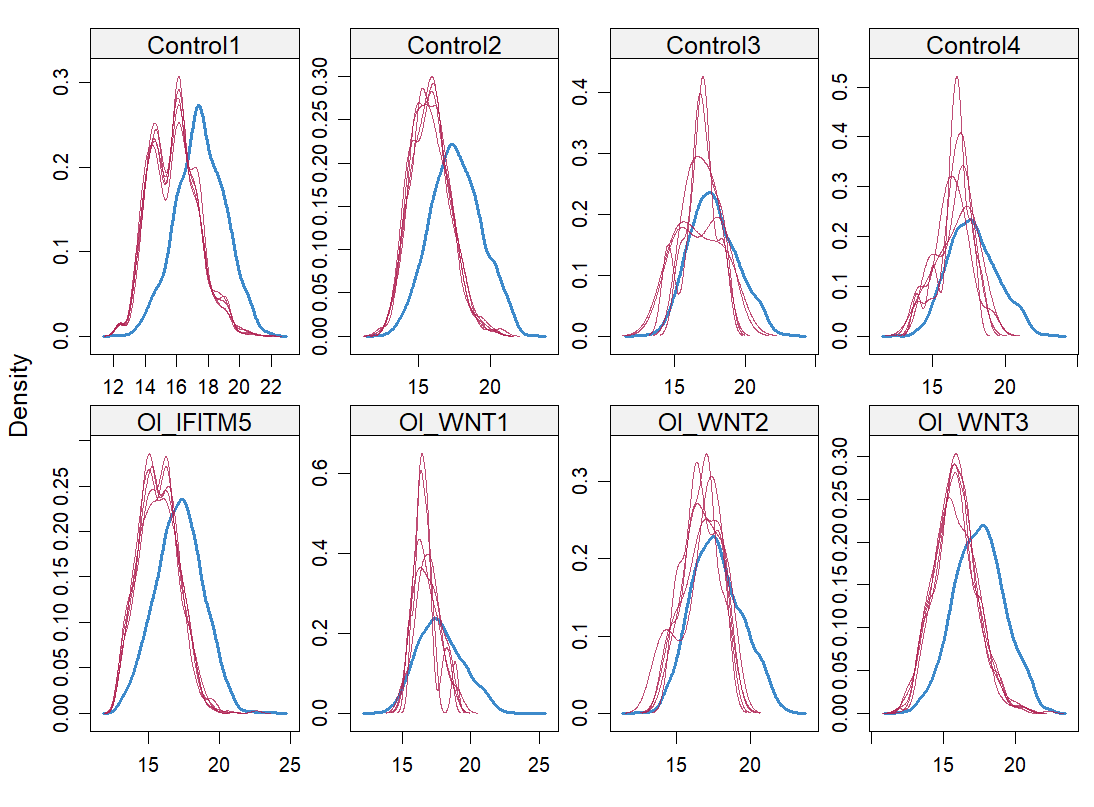 Density
Control1 Control2 Control3 Control4
0.0 0.1 0.2 0.3
0.00 0.05 0.10 0.15 0.20 0.25 0.30
0.0 0.1 0.2 0.3 0.4
0.0 0.1 0.2 0.3 0.4 0.5
12 14 16 18 20 22
15 20
15 20
15 20
OI_IFITM5 OI_WNT1 OI_WNT2 OI_WNT3
0.00 0.05 0.10 0.15 0.20 0.25
0.0 0.2 0.4 0.6
0.0 0.1 0.2 0.3
0.00 0.05 0.10 0.15 0.20 0.30
15 20 25
15 20 25
15 20
15 20